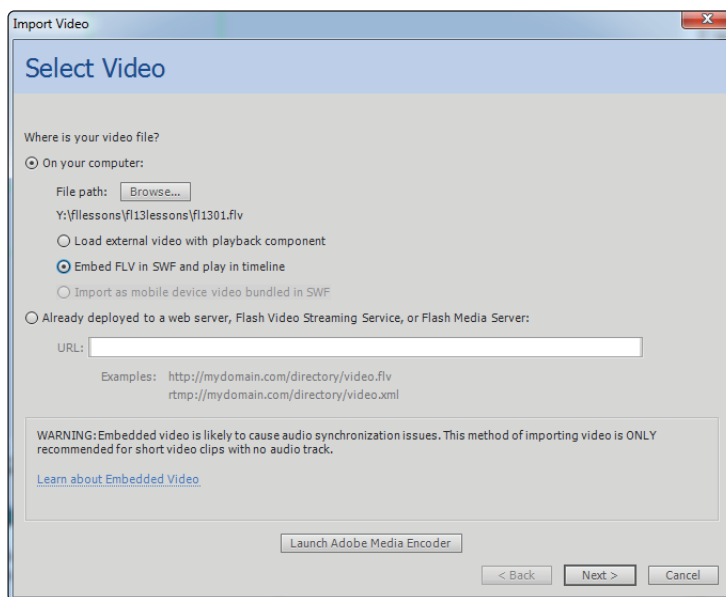 Import Video
X
Select Video
Where is your video file?
On your computer:
File path: Browse...
Y:\fllessons\fl13lessons\fl1301.flv
Load external video with playback component
Embed FLV in SWF and play in timeline
Import as mobile device video bundled in SWF
Already deployed to a web server, Flash Video Streaming Service, or Flash Media Server:
URL:
Examples: http://mydomain.com/directory/video.flv
rtmp://mydomain.com/directory/video.xml
WARNING:Embedded video is likely to cause audio synchronization issues. This method of importing video is ONLY
recommended for short video clips with no audio track.
Learn about Embedded Video
Launch Adobe Media Encoder
< Back Next > Cancel